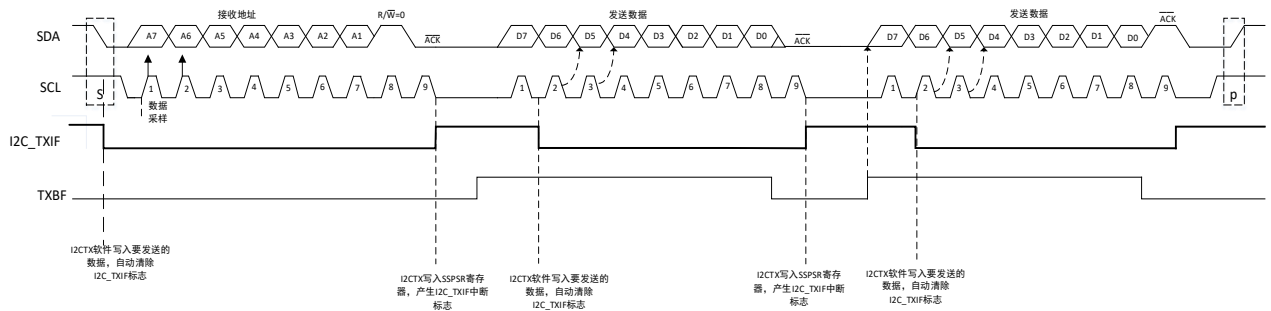 接收地址
R/W̅=0
发送数据
发送数据
A̅C̅K̅
SDA
A7 A6 A5 A4 A3 A2 A1
A̅C̅K̅
D7 D6 D5 D4 D3 D2 D1 D0
A̅C̅K̅
D7 D6 D5 D4 D3 D2 D1 D0
SCL
S
1 2 3 4 5 6 7 8 9
1 2 3 4 5 6 7 8 9
1 2 3 4 5 6 7 8 9
p
数据
采样
I2C_TXIF
TXBF
I2CTX软件写入要发送的
数据，自动清除
I2C_TXIF标志
I2CTX写入SSPSR寄存
器，产生I2C_TXIF中断
标志
I2CTX软件写入要发送的
数据，自动清除
I2C_TXIF标志
I2CTX写入SSPSR寄存
器，产生I2C_TXIF中断
标志
I2CTX软件写入要发送的
数据，自动清除
I2C_TXIF标志